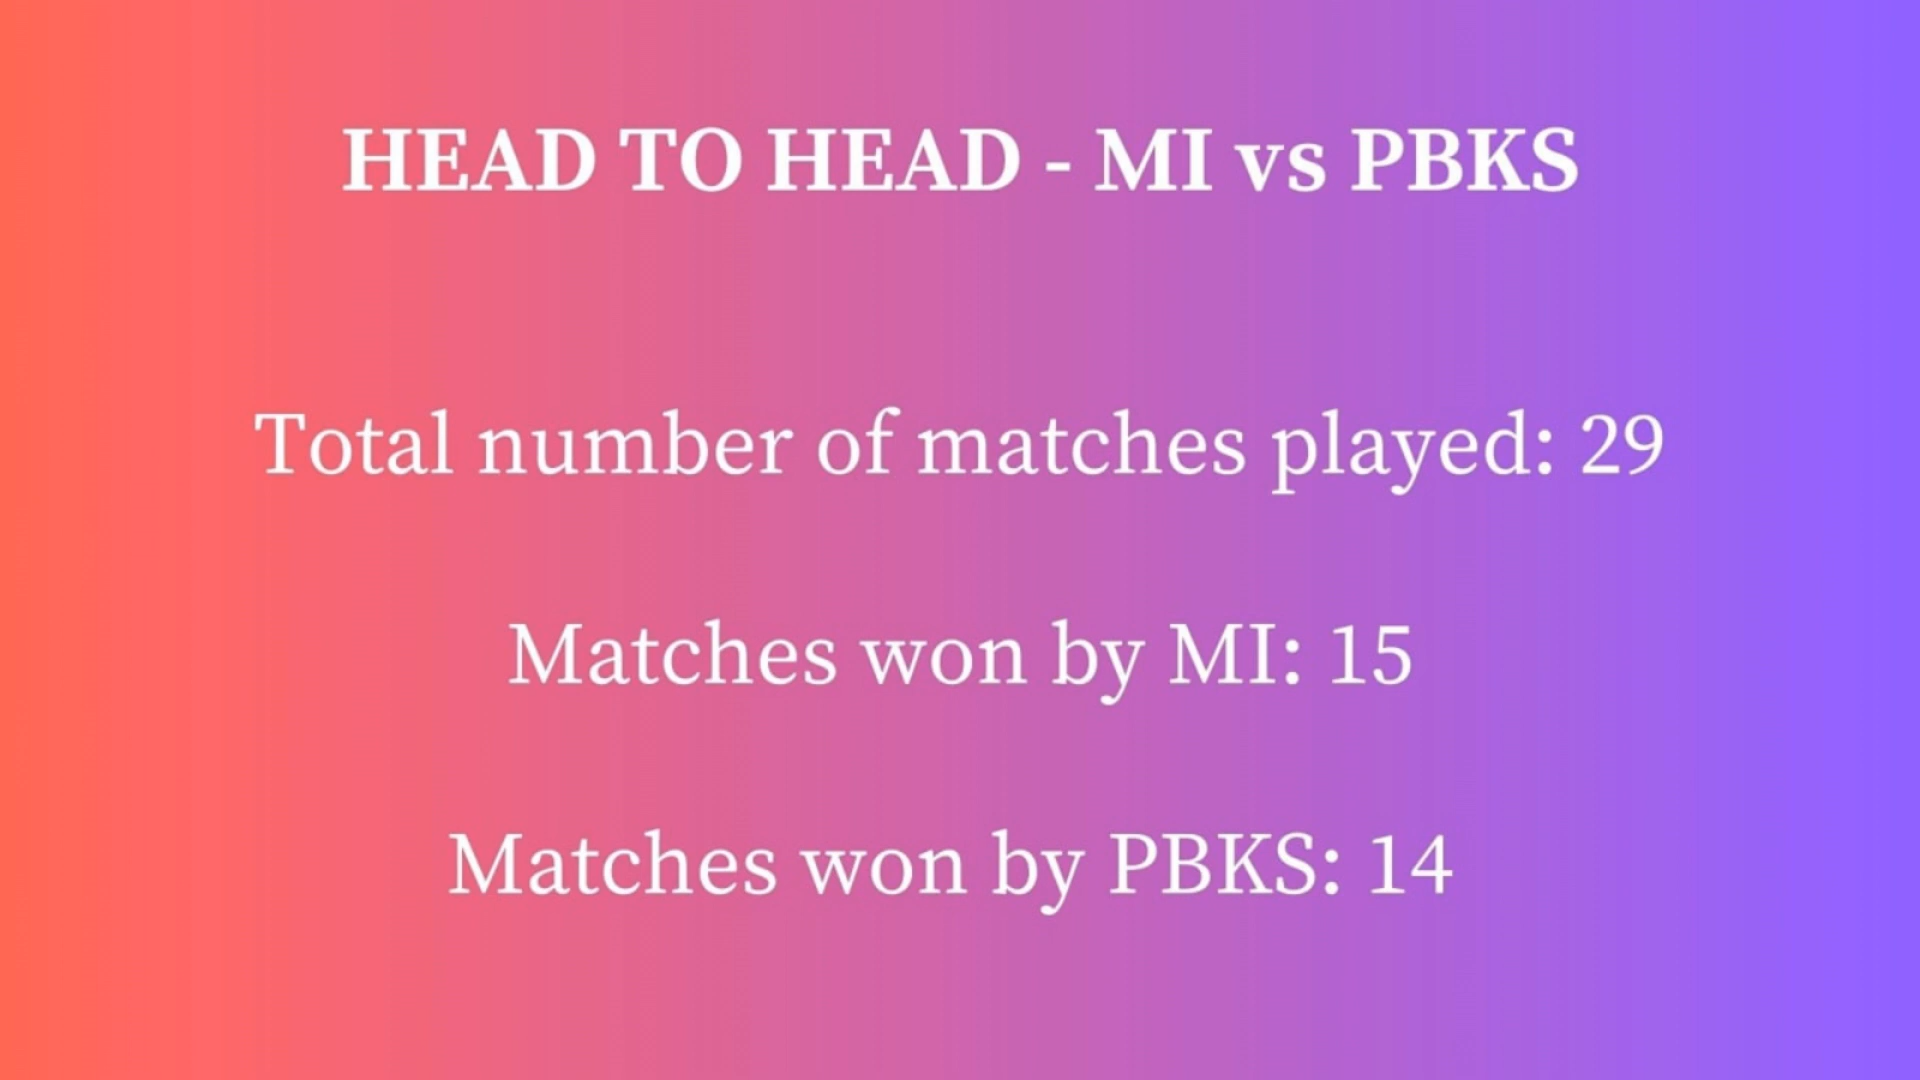 HEAD TO HEAD - MI vs PBKS
Total number of matches played: 29
Matches won by MI: 15
Matches won by PBKS: 14